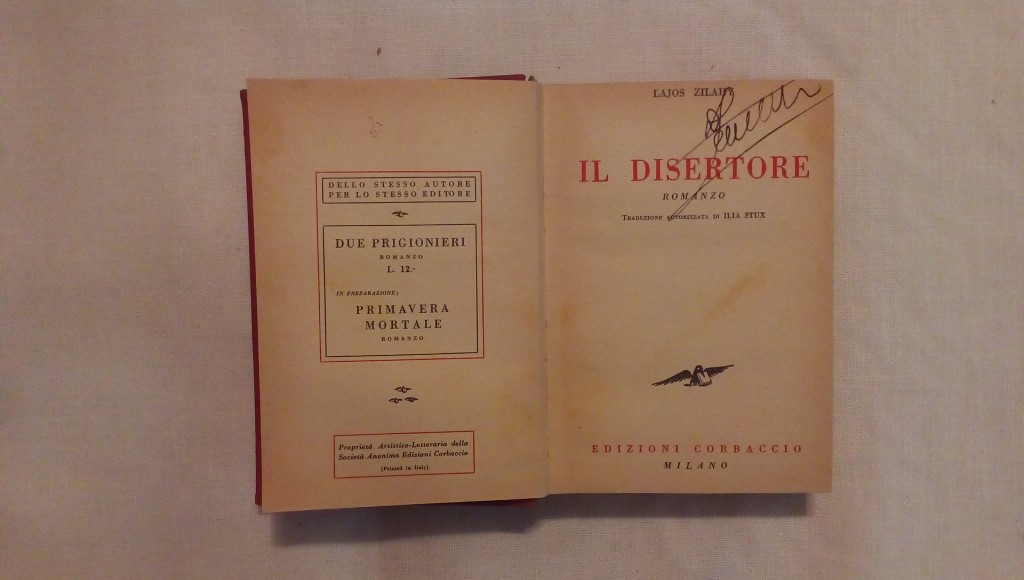 DELLO STESSO AUTORE
PER LO STESSO EDITORE
DUE PRIGIONIERI
ROMANZO
L. 12.-
IN PREPARAZIONE;
PRIMAVERA
MORTALE
ROMANZO
Proprietà Artistico-Letteraria della
Società Anonima Edizioni Corbaccio
(Printed in Italy)
LAJOS ZILAHY
IL DISERTORE
ROMANZO
TRADUZIONE AUTORIZZATA DI ILIA STUX
EDIZIONI CORBACCIO
MILANO